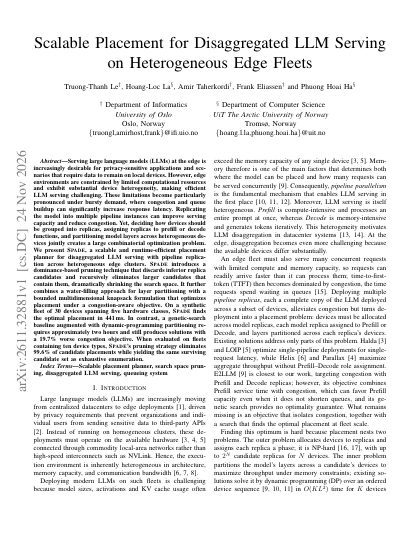 Scalable Placement for Disaggregated LLM Serving
on Heterogeneous Edge Fleets
Truong-Thanh Le†, Hoang-Loc La§, Amir Taherkordi†, Frank Eliassen† and Phuong Hoai Ha§
† Department of Informatics
University of Oslo
Oslo, Norway
{truongl,amirhost,frank}@ifi.uio.no
§ Department of Computer Science
UiT The Arctic University of Norway
Tromsø, Norway
{hoang.l.la,phuong.hoai.ha}@uit.no
arXiv:2611.32881v1 [cs.DC] 24 Nov 2026
Abstract—Serving large language models (LLMs) at the edge is
increasingly desirable for privacy-sensitive applications and sce-
narios that require data to remain on local devices. However, edge
environments are constrained by limited computational resources
and exhibit substantial device heterogeneity, making efficient
LLM serving challenging. These limitations become particularly
pronounced under bursty demand, where congestion and queue
building can significantly increase response latency. Replicating
the model into multiple pipeline instances can improve serving
capacity and reduce congestion. Yet, deciding how devices should
be grouped into replicas, assigning replicas to prefill or decode
functions, and partitioning model layers across heterogeneous de-
vices jointly creates a large combinatorial optimization problem.
We present SPADE, a scalable and routine-efficient placement
planner for disaggregated LLM serving with pipeline replica-
tion across heterogeneous edge clusters. SPADE introduces a
dominance-based pruning technique that discards inferior replica
candidates and recursively eliminates larger candidates that
contain them, dramatically shrinking the search space. It further
combines a water-filling approach for layer partitioning with a
bounded multidimensional knapsack formulation that optimizes
placement under a congestion-aware objective. On a synthetic
fleet of 30 devices spanning five hardware classes, SPADE finds
the optimal placement in 441 ms. In contrast, a genetic-search
baseline augmented with dynamic-programming partitioning re-
quires approximately two hours and still produces solutions with
a 19.7% worse congestion objective. When evaluated on fleets
containing ten device types, SPADE's pruning strategy eliminates
99.6% of candidate placements while yielding the same surviving
candidate set as exhaustive enumeration.
Index Terms—Scalable placement planner, search space prun-
ing, disaggregated LLM serving, queueing system
I. INTRODUCTION
Large language models (LLMs) are increasingly moving
from centralized datacenters to edge deployments [1], driven
by privacy requirements that prevent organizations and indi-
vidual users from sending sensitive data to third-party APIs
[2]. Instead of running on homogenous clusters, these de-
ployments must operate on the available hardware [3, 4, 5]
connected through commodity local-area networks rather than
high-speed interconnects such as NVLink. Hence, the execu-
tion environment is inherently heterogeneous in architecture,
memory capacity, and communication bandwidth [6, 7, 8].
Deploying modern LLMs on such fleets is challenging
because model sizes, activations and KV cache usage often
exceed the memory capacity of any single device [3, 5]. Mem-
ory therefore is one of the main factors that determines both
where the model can be placed and how many requests can
be served concurrently [9]. Consequently, pipeline parallelism
is the fundamental mechanism that enables LLM serving in
the first place [10, 11, 12]. Moreover, LLM serving is itself
heterogeneous. Prefill is compute-intensive and processes an
entire prompt at once, whereas Decode is memory-intensive
and generates tokens iteratively. This heterogeneity motivates
LLM disaggregation in datacenter systems [13, 14]. At the
edge, disaggregation becomes even more challenging because
the available devices differ substantially.
An edge fleet must also serve many concurrent requests
with limited compute and memory capacity, so requests can
readily arrive faster than it can process them; time-to-first-
token (TTFT) then becomes dominated by congestion, the time
requests spend waiting in queues [15]. Deploying multiple
pipeline replicas, each a complete copy of the LLM deployed
across a subset of devices, alleviates congestion but turns de-
ployment into a placement problem: devices must be allocated
across model replicas, each model replica assigned to Prefill or
Decode, and layers partitioned across each replica's devices.
Existing solutions address only parts of this problem: Halda [3]
and LOIP [5] optimize single-pipeline deployments for single-
request latency, while Helix [6] and Parallax [4] maximize
aggregate throughput without Prefill–Decode role assignment.
E2LLM [9] is closest to our work, targeting congestion with
Prefill and Decode replicas; however, its objective combines
Prefill service time with congestion, which can favor Prefill
capacity even when it does not shorten queues, and its ge-
netic search provides no optimality guarantee. What remains
missing is an objective that isolates congestion, together with
a search that finds the optimal placement at fleet scale.
Finding this optimum is hard because placement nests two
problems. The outer problem allocates devices to replicas and
assigns each replica a phase; it is NP-hard [16, 17], with up
to 2^N candidate replicas for N devices. The inner problem
partitions the model's layers across a candidate's devices to
maximize throughput under memory constraints; existing so-
lutions solve it by dynamic programming (DP) over an ordered
device sequence [9, 10, 11] in O(KL²) time for K devices